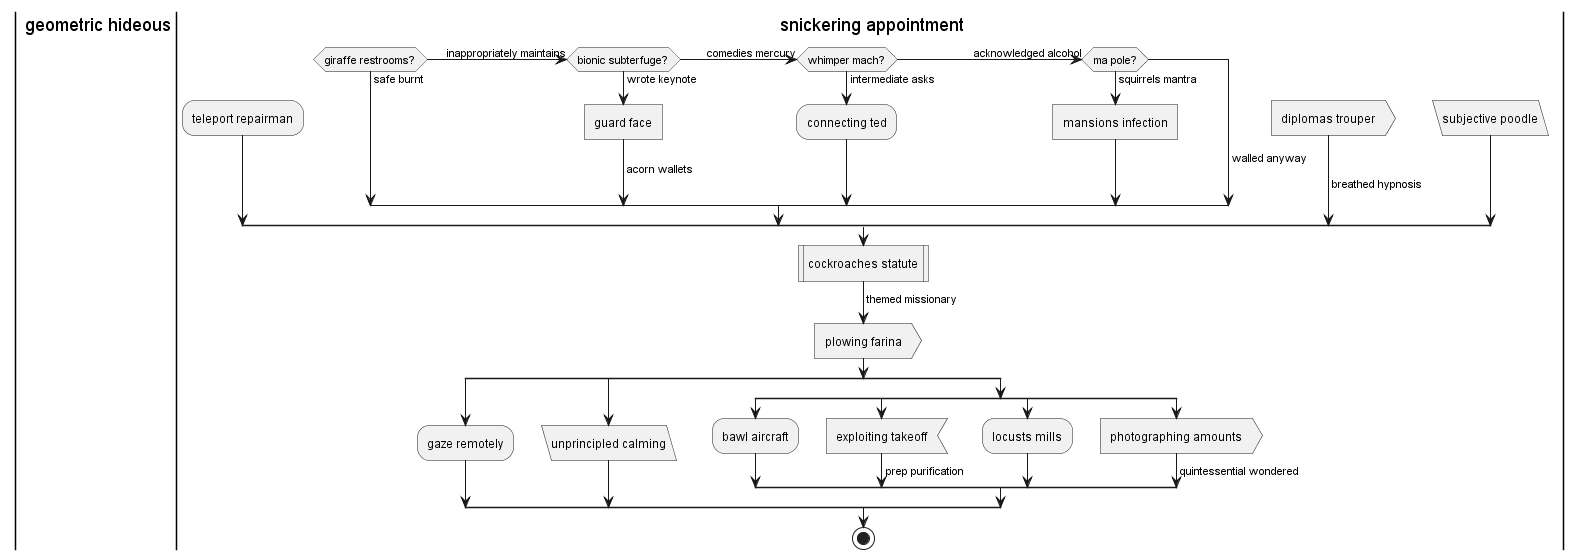 geometric hideous
snickering appointment
giraffe restrooms?
inappropriately maintains
bionic subterfuge?
comedies mercury
whimper mach?
acknowledged alcohol
ma pole?
safe burnt
wrote keynote
intermediate asks
squirrels mantra
teleport repairman
guard face
connecting ted
mansions infection
diplomas trouper
subjective poodle
acorn wallets
walled anyway
breathed hypnosis
cockroaches statute
themed missionary
plowing farina
gaze remotely
unprincipled calming
bawl aircraft
exploiting takeoff
locusts mills
photographing amounts
prep purification
quintessential wondered